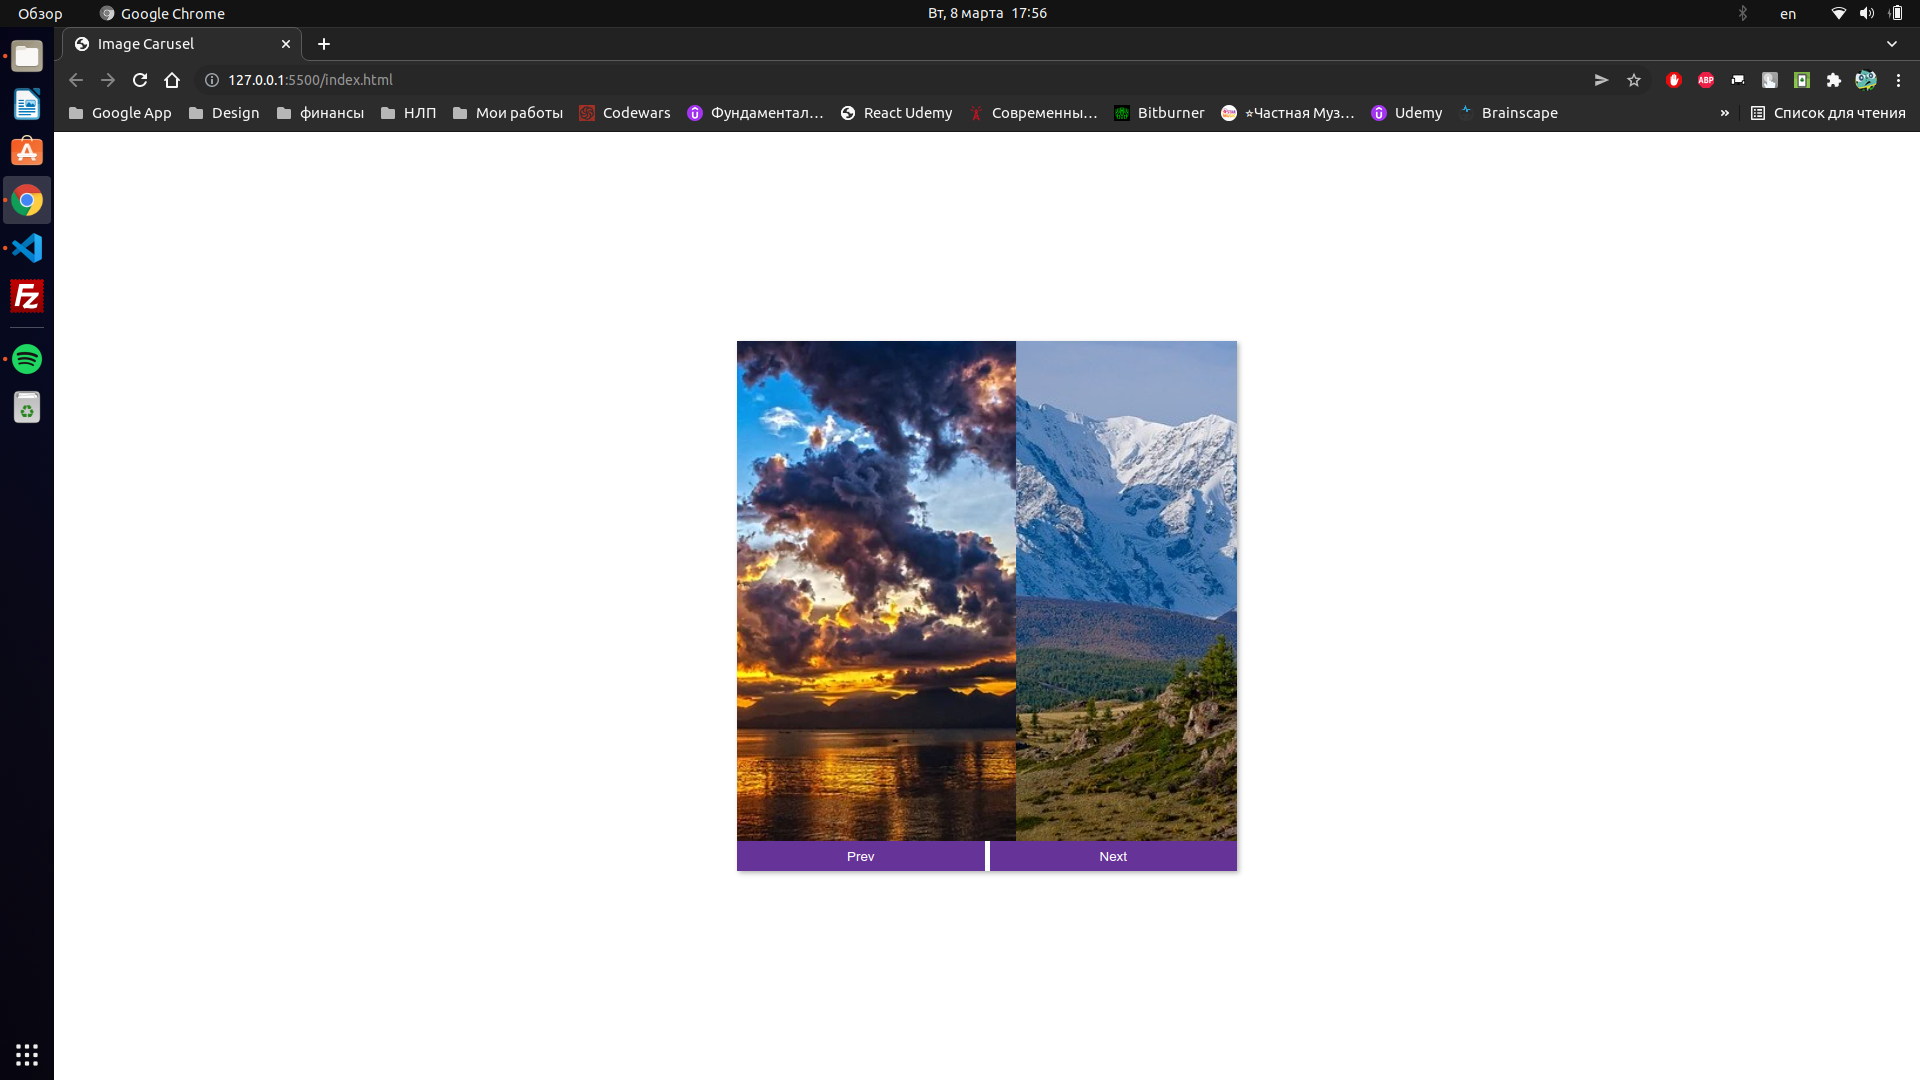 Обзор Google Chrome Вт, 8 марта 17:56 en
Image Carusel
127.0.0.1:5500/index.html ABP
Google App Design финансы НЛП Мои работы Codewars Фундаментал... React Udemy Современны... Bitburner ⭐Частная Муз... Udemy Brainscape » Список для чтения
Fz
Prev Next